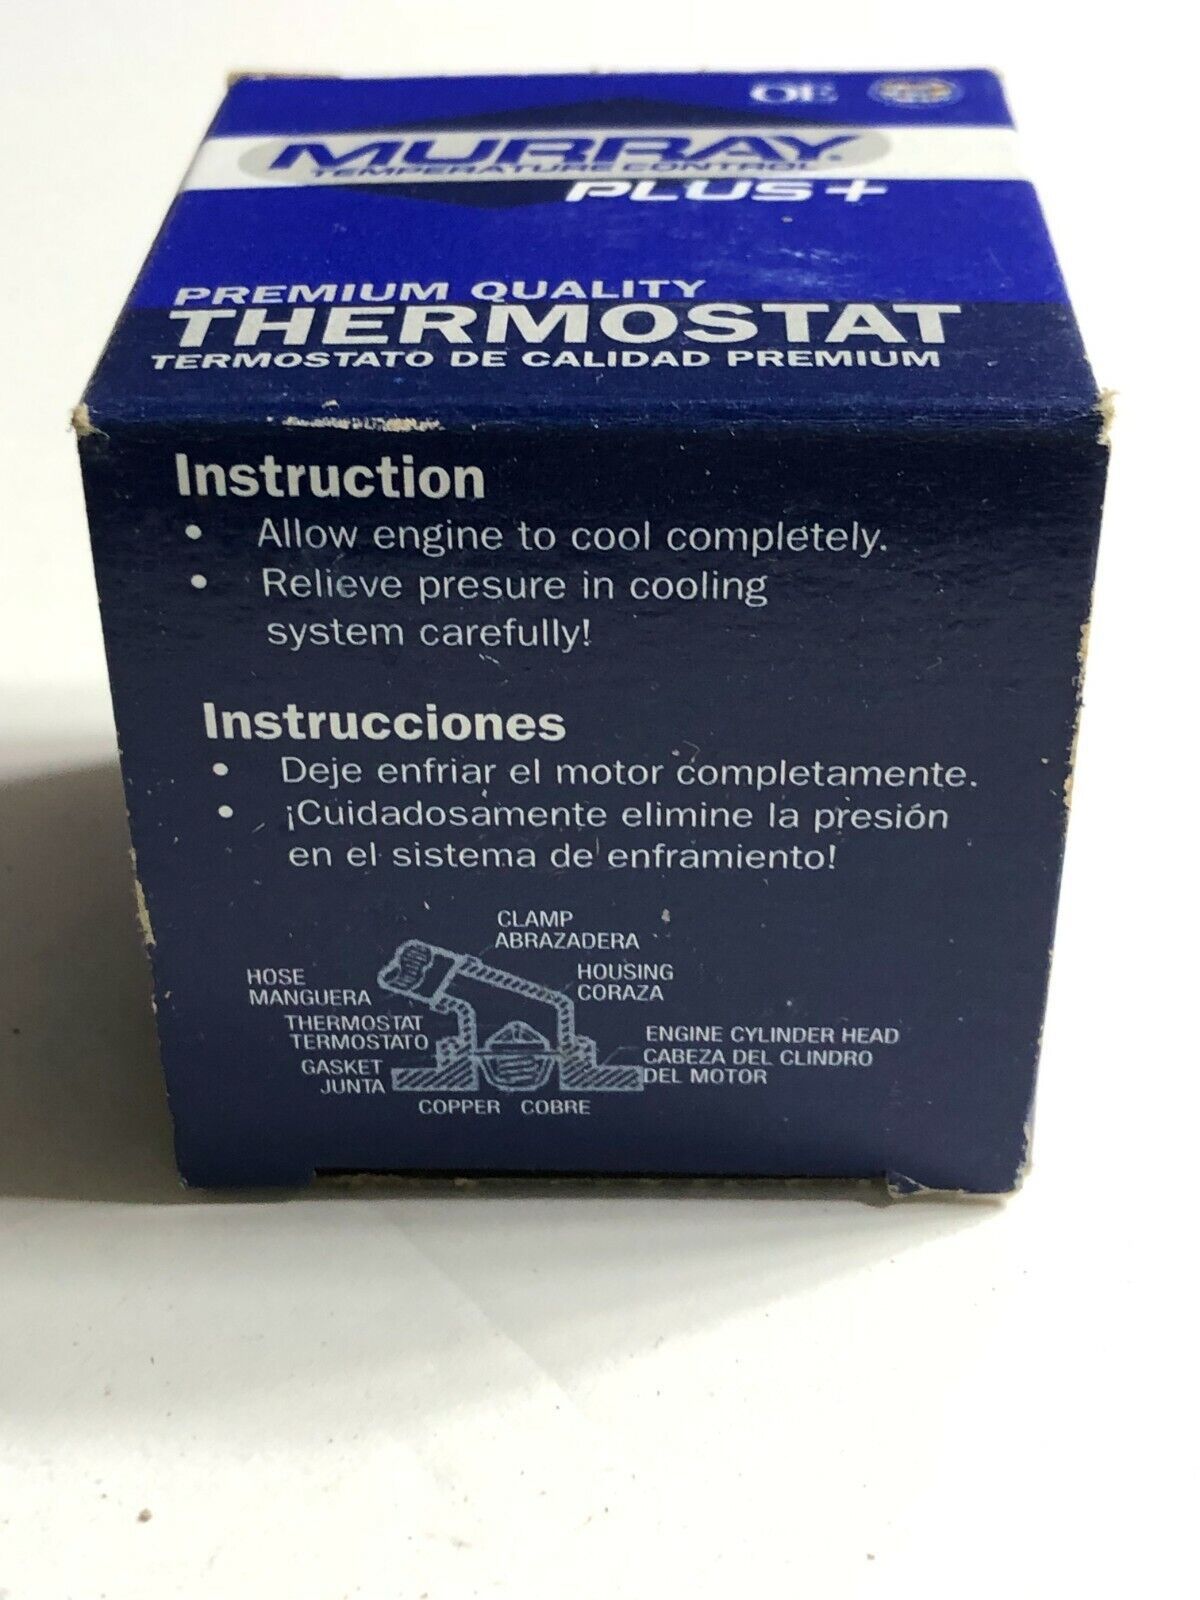 OE
MURRAY®
TEMPERATURE CONTROL
PLUS+
PREMIUM QUALITY
THERMOSTAT
TERMOSTATO DE CALIDAD PREMIUM
Instruction
• Allow engine to cool completely.
• Relieve presure in cooling
system carefully!
Instrucciones
• Deje enfriar el motor completamente.
• ¡Cuidadosamente elimine la presión
en el sistema de enframiento!
CLAMP
ABRAZADERA
HOSE
MANGUERA
HOUSING
CORAZA
THERMOSTAT
TERMOSTATO
ENGINE CYLINDER HEAD
CABEZA DEL CLINDRO
DEL MOTOR
GASKET
JUNTA
COPPER COBRE